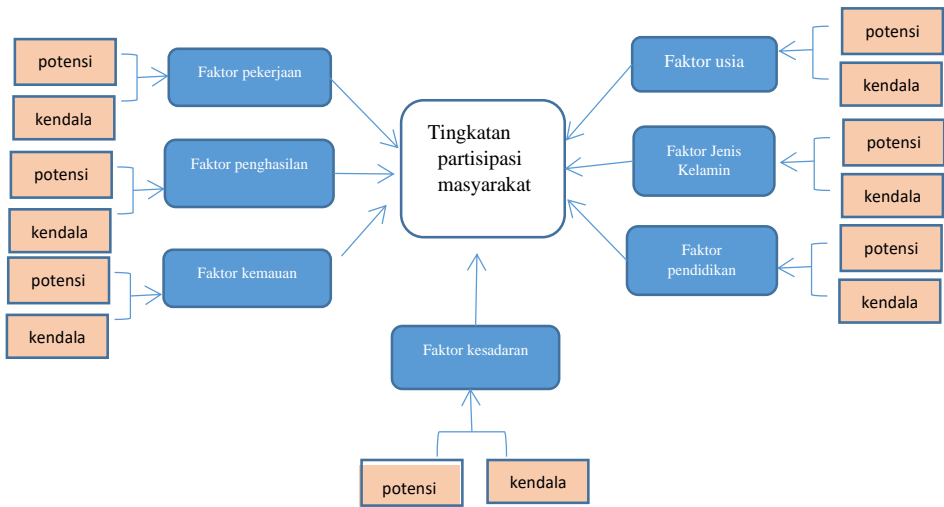 potensi
kendala
Faktor pekerjaan
potensi
kendala
Faktor penghasilan
potensi
kendala
Faktor kemauan
Tingkatan
partisipasi
masyarakat
Faktor kesadaran
potensi
kendala
Faktor usia
potensi
kendala
Faktor Jenis
Kelamin
potensi
kendala
Faktor
pendidikan
potensi
kendala